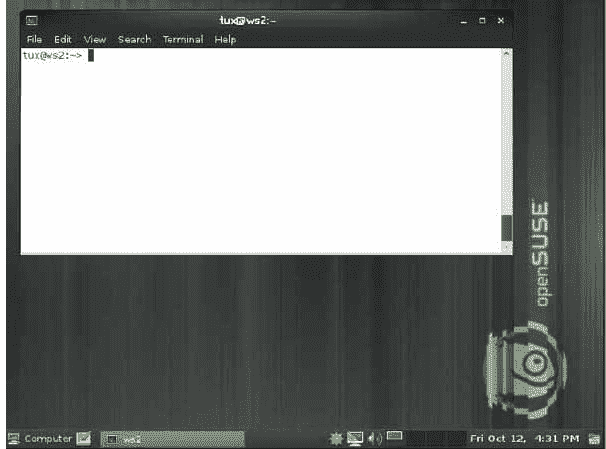 tux@ws2:~
File Edit View Search Terminal Help
tux@ws2:~>
openSUSE
Computer ws2 Fri Oct 12, 4:31 PM